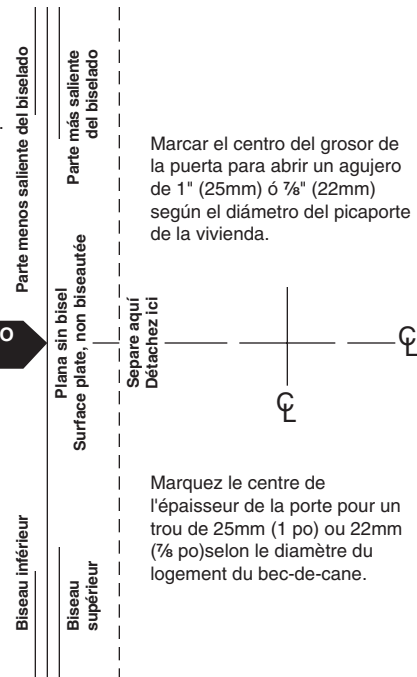 Parte menos saliente del biselado
Parte más saliente
del biselado
Marcar el centro del grosor de
la puerta para abrir un agujero
de 1" (25mm) ó ⅞" (22mm)
según el diámetro del picaporte
de la vivienda.
O
Plana sin bisel
Surface plate, non biseautée
Separe aquí
Détachez ici
℄
℄
Biseau inférieur
Biseau
supérieur
Marquez le centre de
l'épaisseur de la porte pour un
trou de 25mm (1 po) ou 22mm
(⅞ po)selon le diamètre du
logement du bec-de-cane.